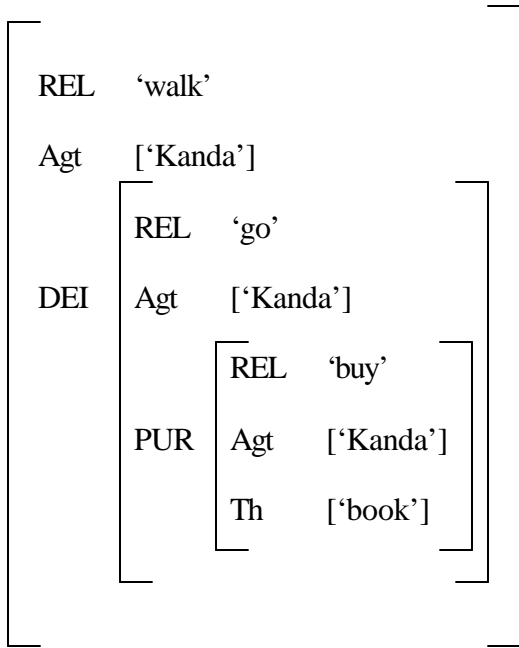 REL ‘walk’
Agt [‘Kanda’]
REL ‘go’
DEI Agt [‘Kanda’]
REL ‘buy’
PUR Agt [‘Kanda’]
Th [‘book’]